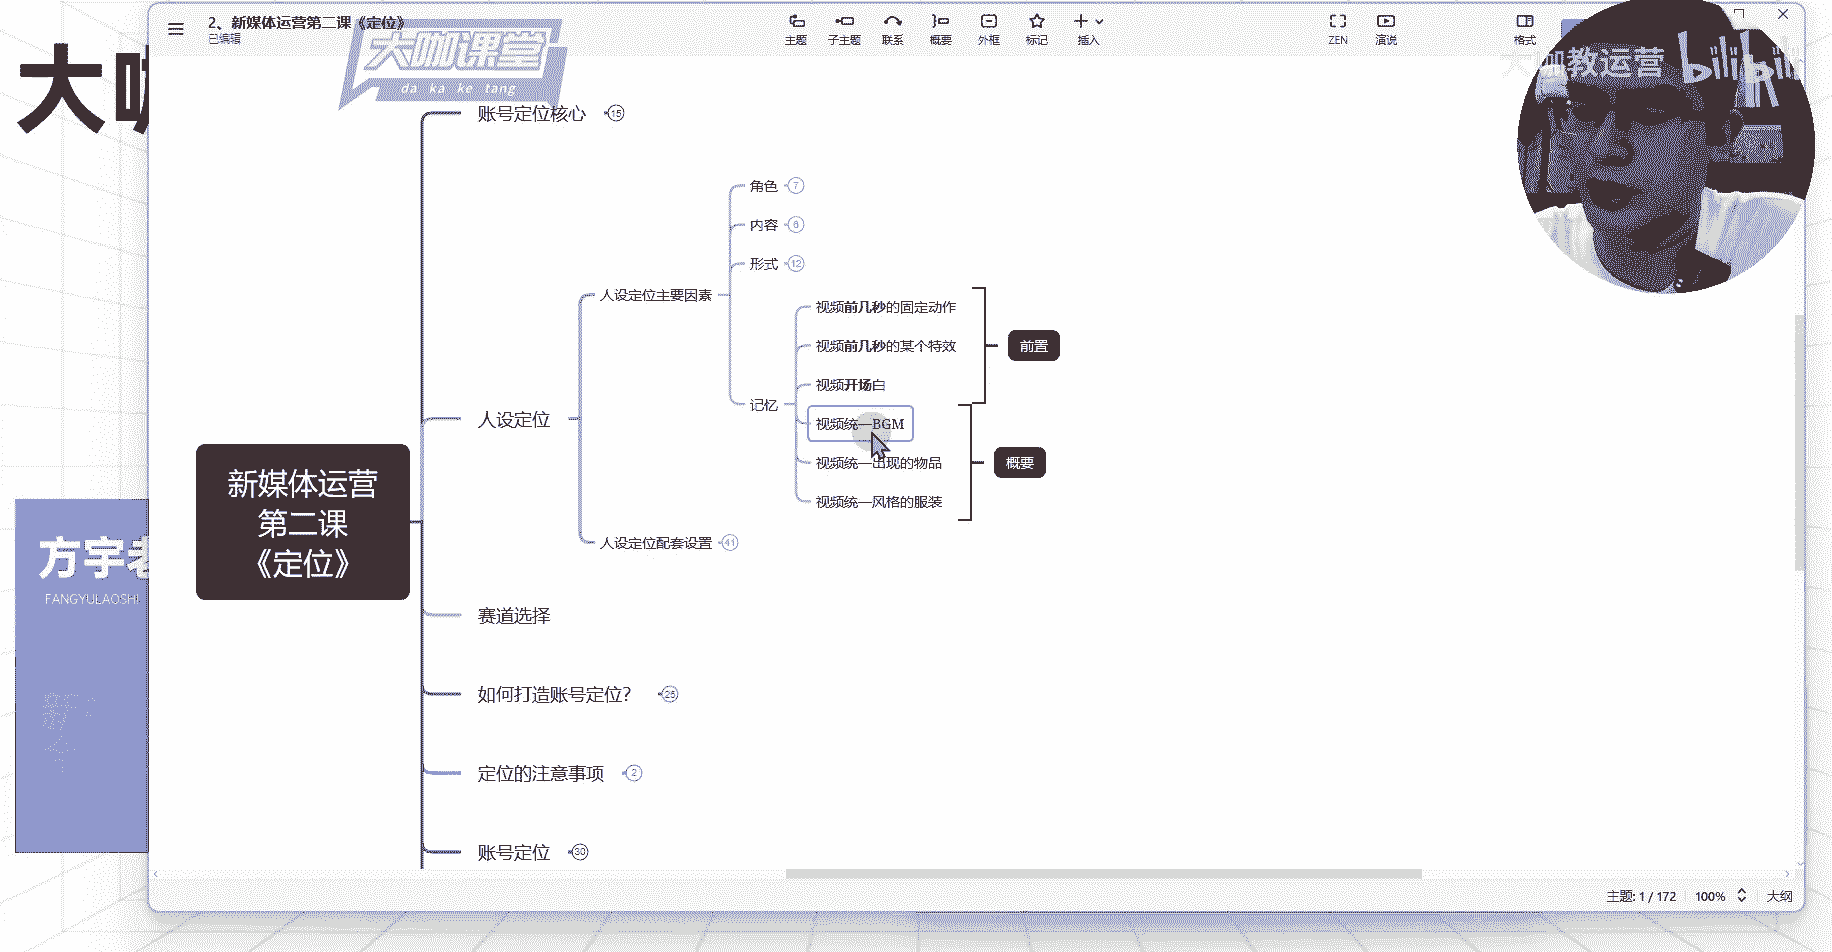 2、新媒体运营第二课《定位》
已编辑
主题
子主题
联系
概要
外框
标记
插入
ZEN
演说
格式
大咖课堂
da ka ke tang
大咖教运营
bilibili
大咖
方宇老
FANGYULAOSHI
新媒体运营
第二课
《定位》
账号定位核心 15
人设定位
人设定位主要因素
角色 7
内容 6
形式 12
记忆
视频前几秒的固定动作
视频前几秒的某个特效
视频开场白
前置
视频统一BGM
视频统一出现的物品
视频统一风格的服装
概要
人设定位配套设置 41
赛道选择
如何打造账号定位？ 26
定位的注意事项 2
账号定位 30
主题: 1 / 172
100%
大纲